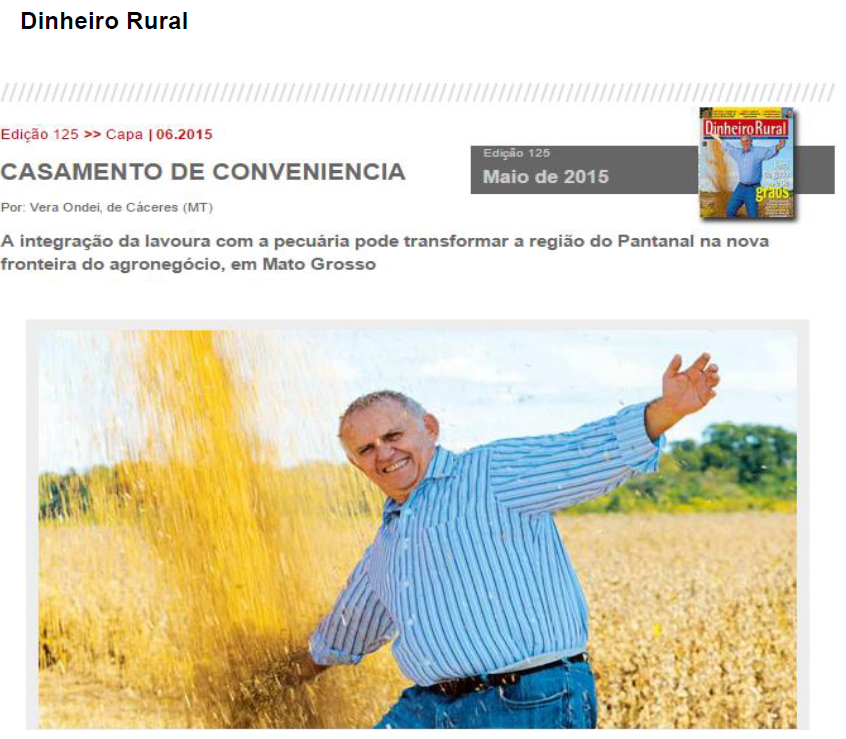 Dinheiro Rural
Edição 125 >> Capa | 06.2015
CASAMENTO DE CONVENIENCIA
Edição 125
Maio de 2015
Dinheiro Rural
grãos
Por: Vera Ondei, de Cáceres (MT)
A integração da lavoura com a pecuária pode transformar a região do Pantanal na nova
fronteira do agronegócio, em Mato Grosso